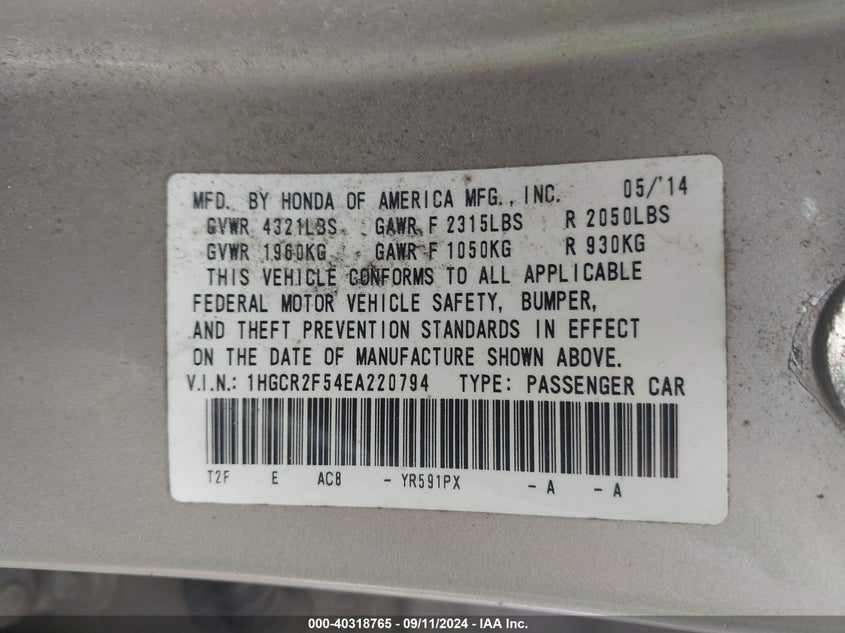 MFD. BY HONDA OF AMERICA MFG., INC. 05/'14
GVWR 4321LBS GAWR F 2315LBS R 2050LBS
GVWR 1960KG GAWR F 1050KG R 930KG
THIS VEHICLE CONFORMS TO ALL APPLICABLE
FEDERAL MOTOR VEHICLE SAFETY, BUMPER,
AND THEFT PREVENTION STANDARDS IN EFFECT
ON THE DATE OF MANUFACTURE SHOWN ABOVE.
V.I.N.: 1HGCR2F54EA220794 TYPE: PASSENGER CAR
T2F E AC8 - YR591PX - A - A
000-40318765 - 09/11/2024 - IAA Inc.